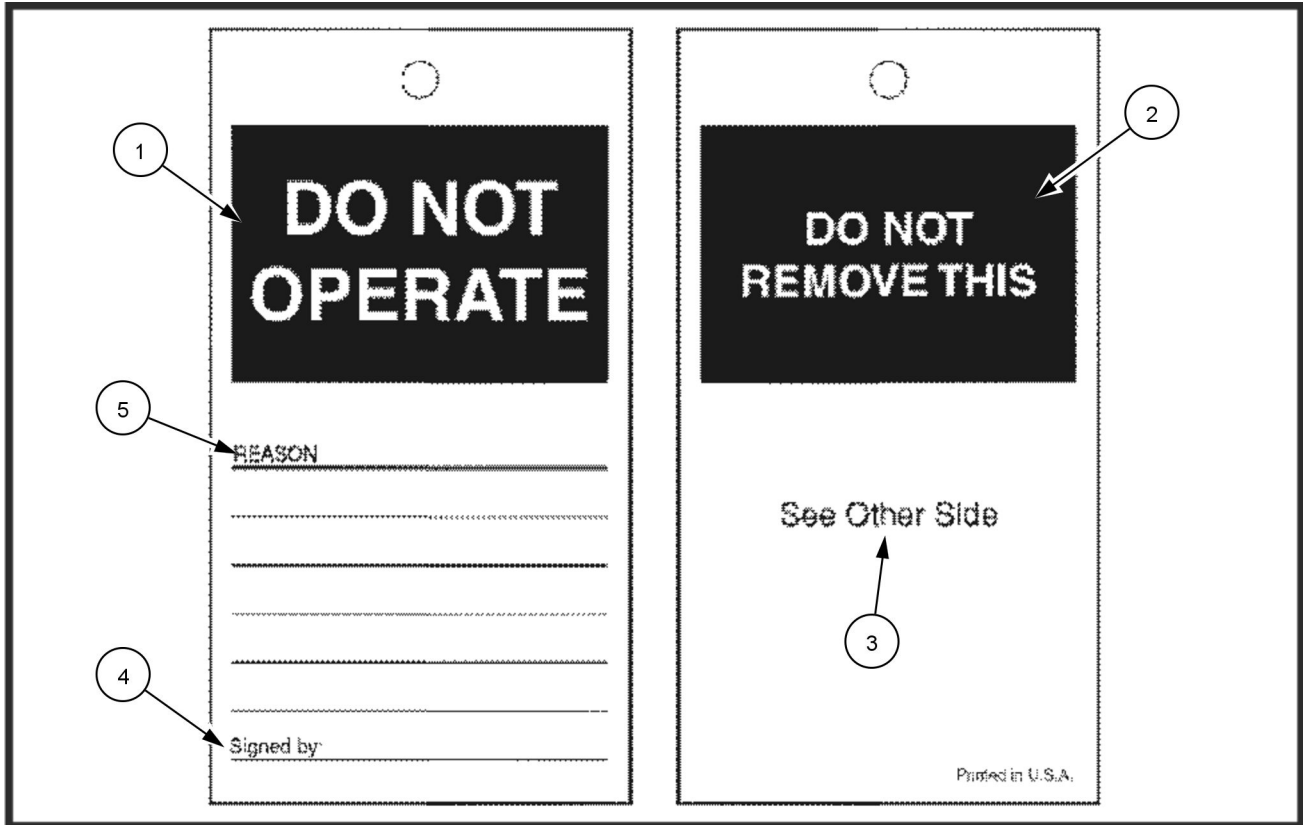 1
DO NOT
OPERATE
5
REASON
4
Signed by:
2
DO NOT
REMOVE THIS
See Other Side
3
Printed in U.S.A.